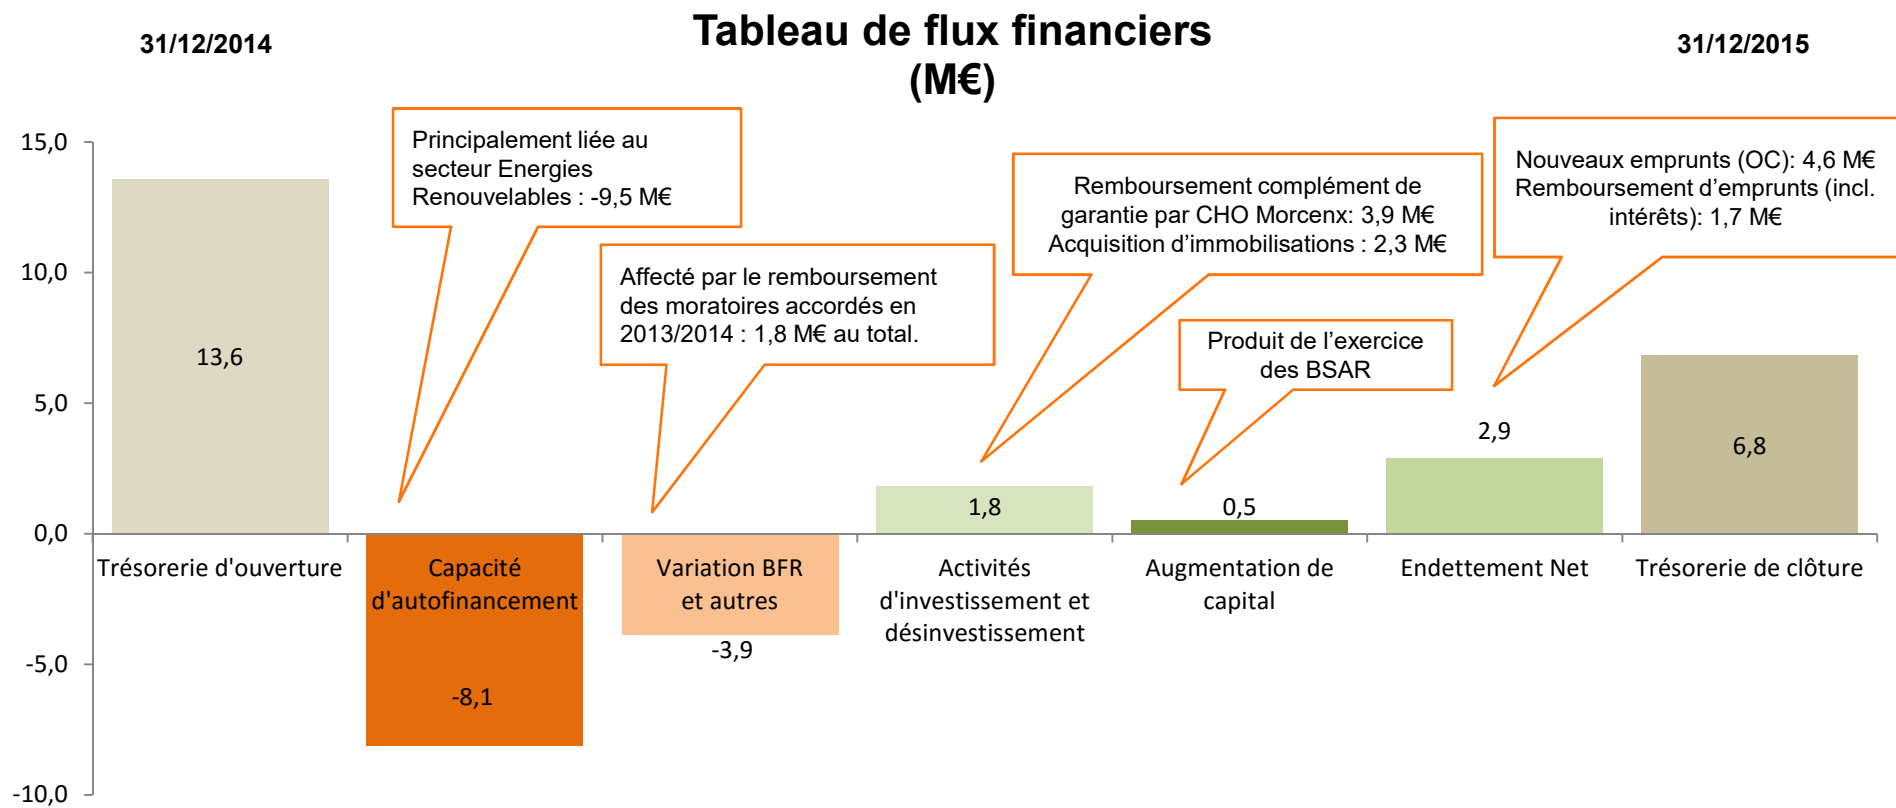 31/12/2014
Tableau de flux financiers
(M€)
31/12/2015
Principalement liée au
secteur Energies
Renouvelables : -9,5 M€
Affecté par le remboursement
des moratoires accordés en
2013/2014 : 1,8 M€ au total.
Remboursement complément de
garantie par CHO Morcenx: 3,9 M€
Acquisition d’immobilisations : 2,3 M€
Produit de l’exercice
des BSAR
Nouveaux emprunts (OC): 4,6 M€
Remboursement d’emprunts (incl.
intérêts): 1,7 M€
15,0
10,0
5,0
0,0
-5,0
-10,0
13,6
-8,1
-3,9
1,8
0,5
2,9
6,8
Trésorerie d'ouverture
Capacité
d'autofinancement
Variation BFR
et autres
Activités
d'investissement et
désinvestissement
Augmentation de
capital
Endettement Net
Trésorerie de clôture